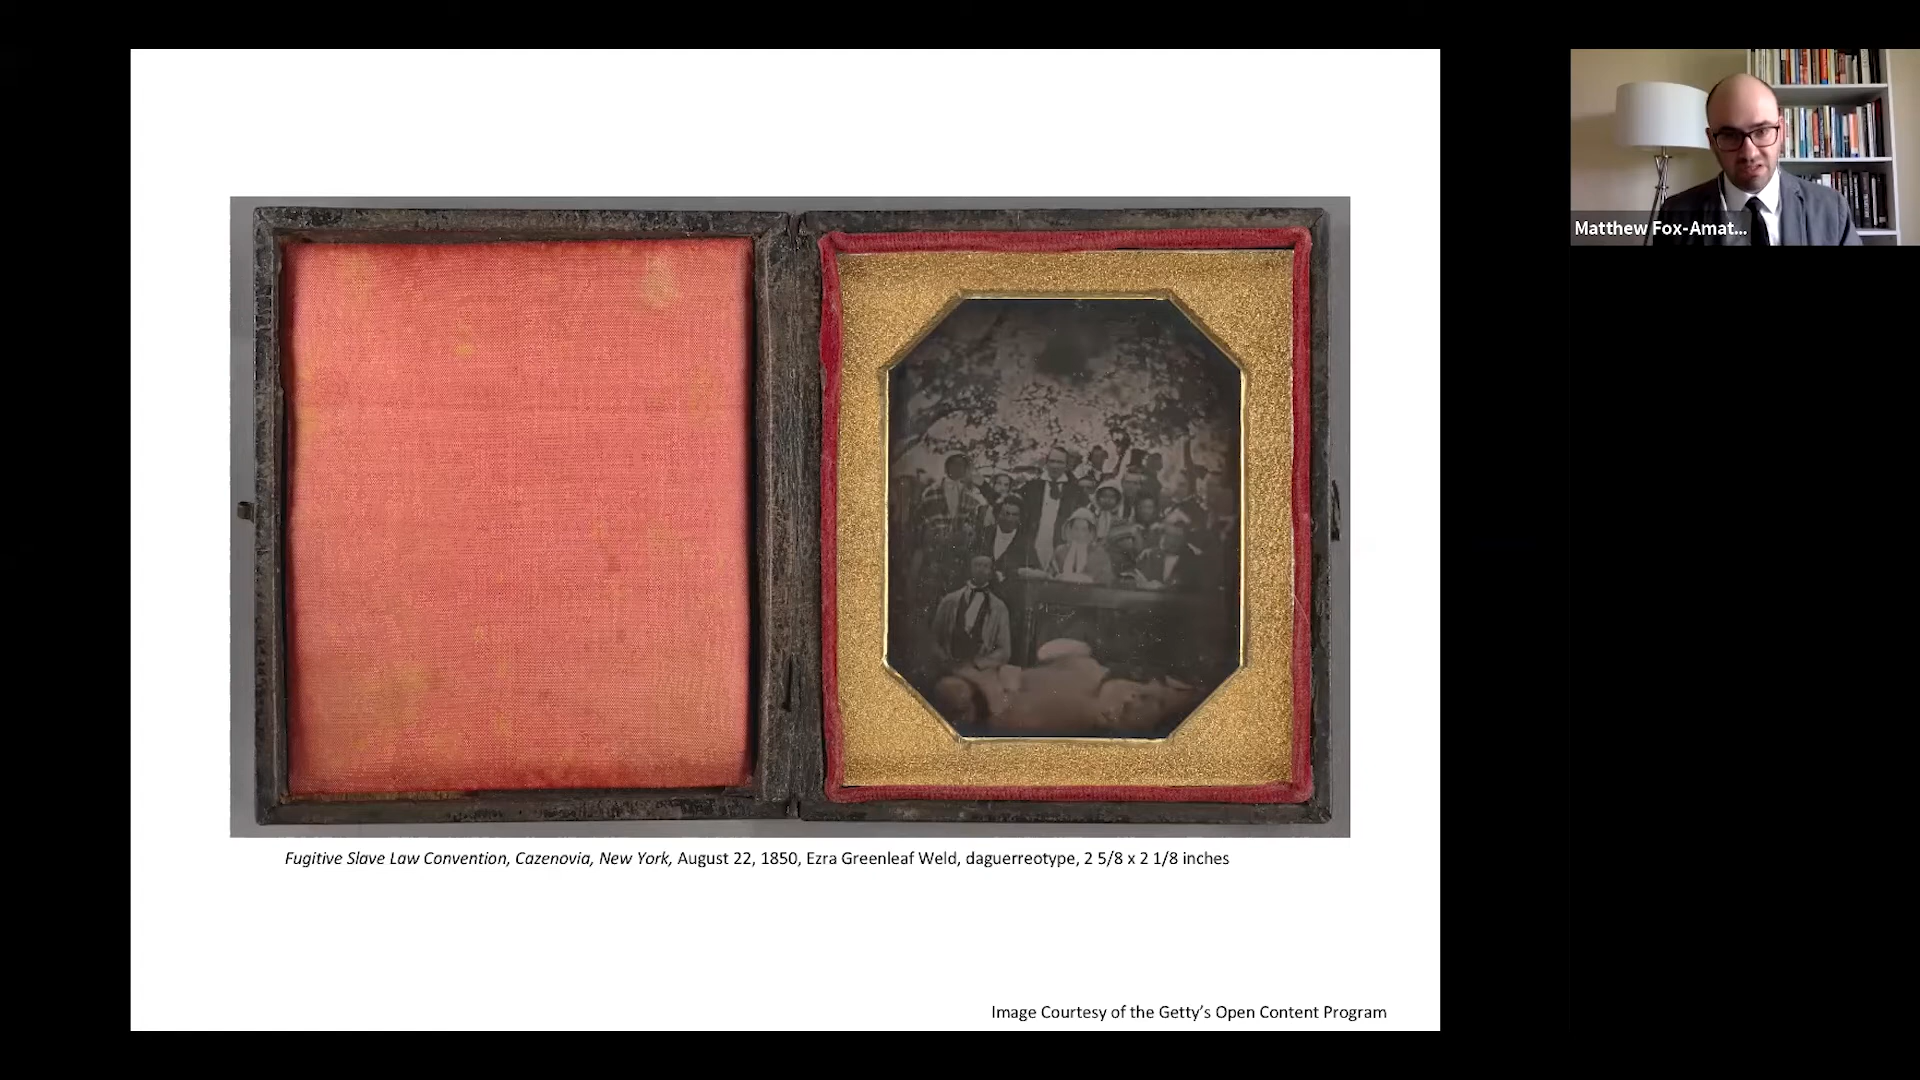 Matthew Fox-Amat...
Fugitive Slave Law Convention, Cazenovia, New York, August 22, 1850, Ezra Greenleaf Weld, daguerreotype, 2 5/8 x 2 1/8 inches
Image Courtesy of the Getty’s Open Content Program